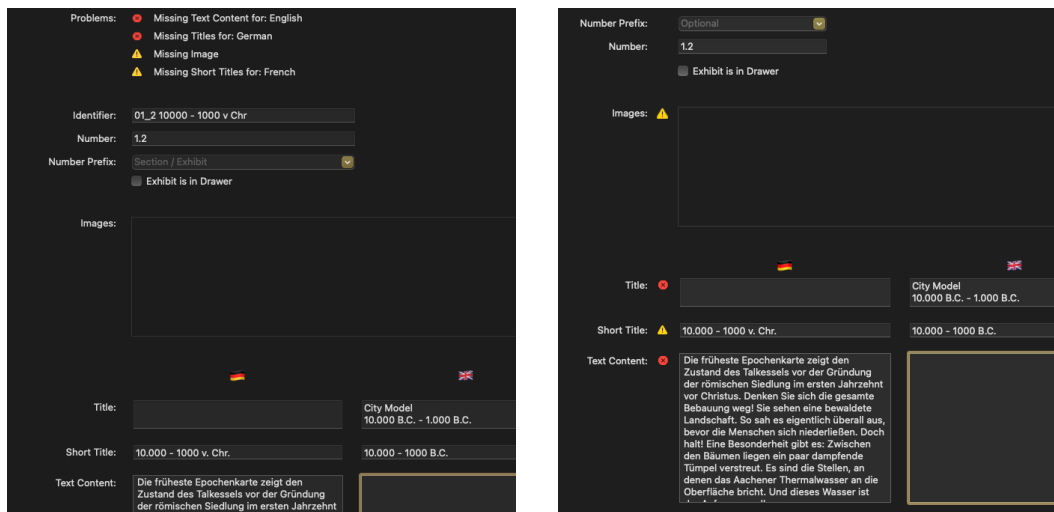 Problems:
Missing Text Content for: English
Missing Titles for: German
Missing Image
Missing Short Titles for: French
Identifier:
01_2 10000 - 1000 v Chr
Number:
1.2
Number Prefix:
Section / Exhibit
Exhibit is in Drawer
Images:
Title:
City Model
10.000 B.C. - 1.000 B.C.
Short Title:
10.000 - 1000 v. Chr.
10.000 - 1000 B.C.
Text Content:
Die früheste Epochenkarte zeigt den
Zustand des Talkessels vor der Gründung
der römischen Siedlung im ersten Jahrzehnt
Number Prefix:
Optional
Number:
1.2
Exhibit is in Drawer
Images:
Title:
City Model
10.000 B.C. - 1.000 B.C.
Short Title:
10.000 - 1000 v. Chr.
10.000 - 1000 B.C.
Text Content:
Die früheste Epochenkarte zeigt den
Zustand des Talkessels vor der Gründung
der römischen Siedlung im ersten Jahrzehnt
vor Christus. Denken Sie sich die gesamte
Bebauung weg! Sie sehen eine bewaldete
Landschaft. So sah es eigentlich überall aus,
bevor die Menschen sich niederließen. Doch
halt! Eine Besonderheit gibt es: Zwischen
den Bäumen liegen ein paar dampfende
Tümpel verstreut. Es sind die Stellen, an
denen das Aachener Thermalwasser an die
Oberfläche bricht. Und dieses Wasser ist